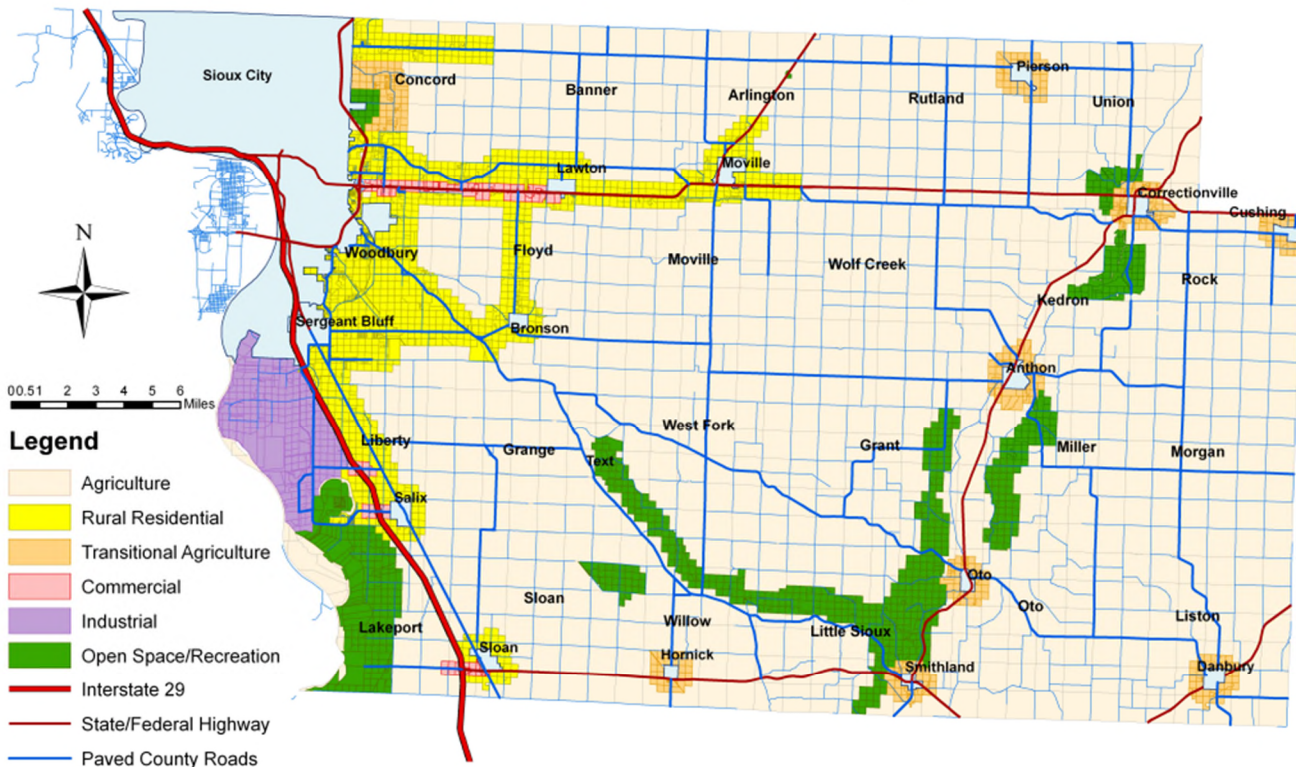 Sioux City
Concord
Banner
Arlington
Rutland
Pierson
Union
Lawton
Moville
Correctionville
Cushing
Woodbury
Floyd
Moville
Wolf Creek
Rock
Kedron
Sergeant Bluff
Bronson
Anthon
N
00.51 2 3 4 5 6
Miles
Legend
Agriculture
Rural Residential
Transitional Agriculture
Commercial
Industrial
Open Space/Recreation
Interstate 29
State/Federal Highway
Paved County Roads
Liberty
Grange
West Fork
Grant
Miller
Morgan
Text
Salix
Lakeport
Sloan
Sloan
Willow
Hornick
Little Sioux
Smithland
Oto
Oto
Liston
Danbury